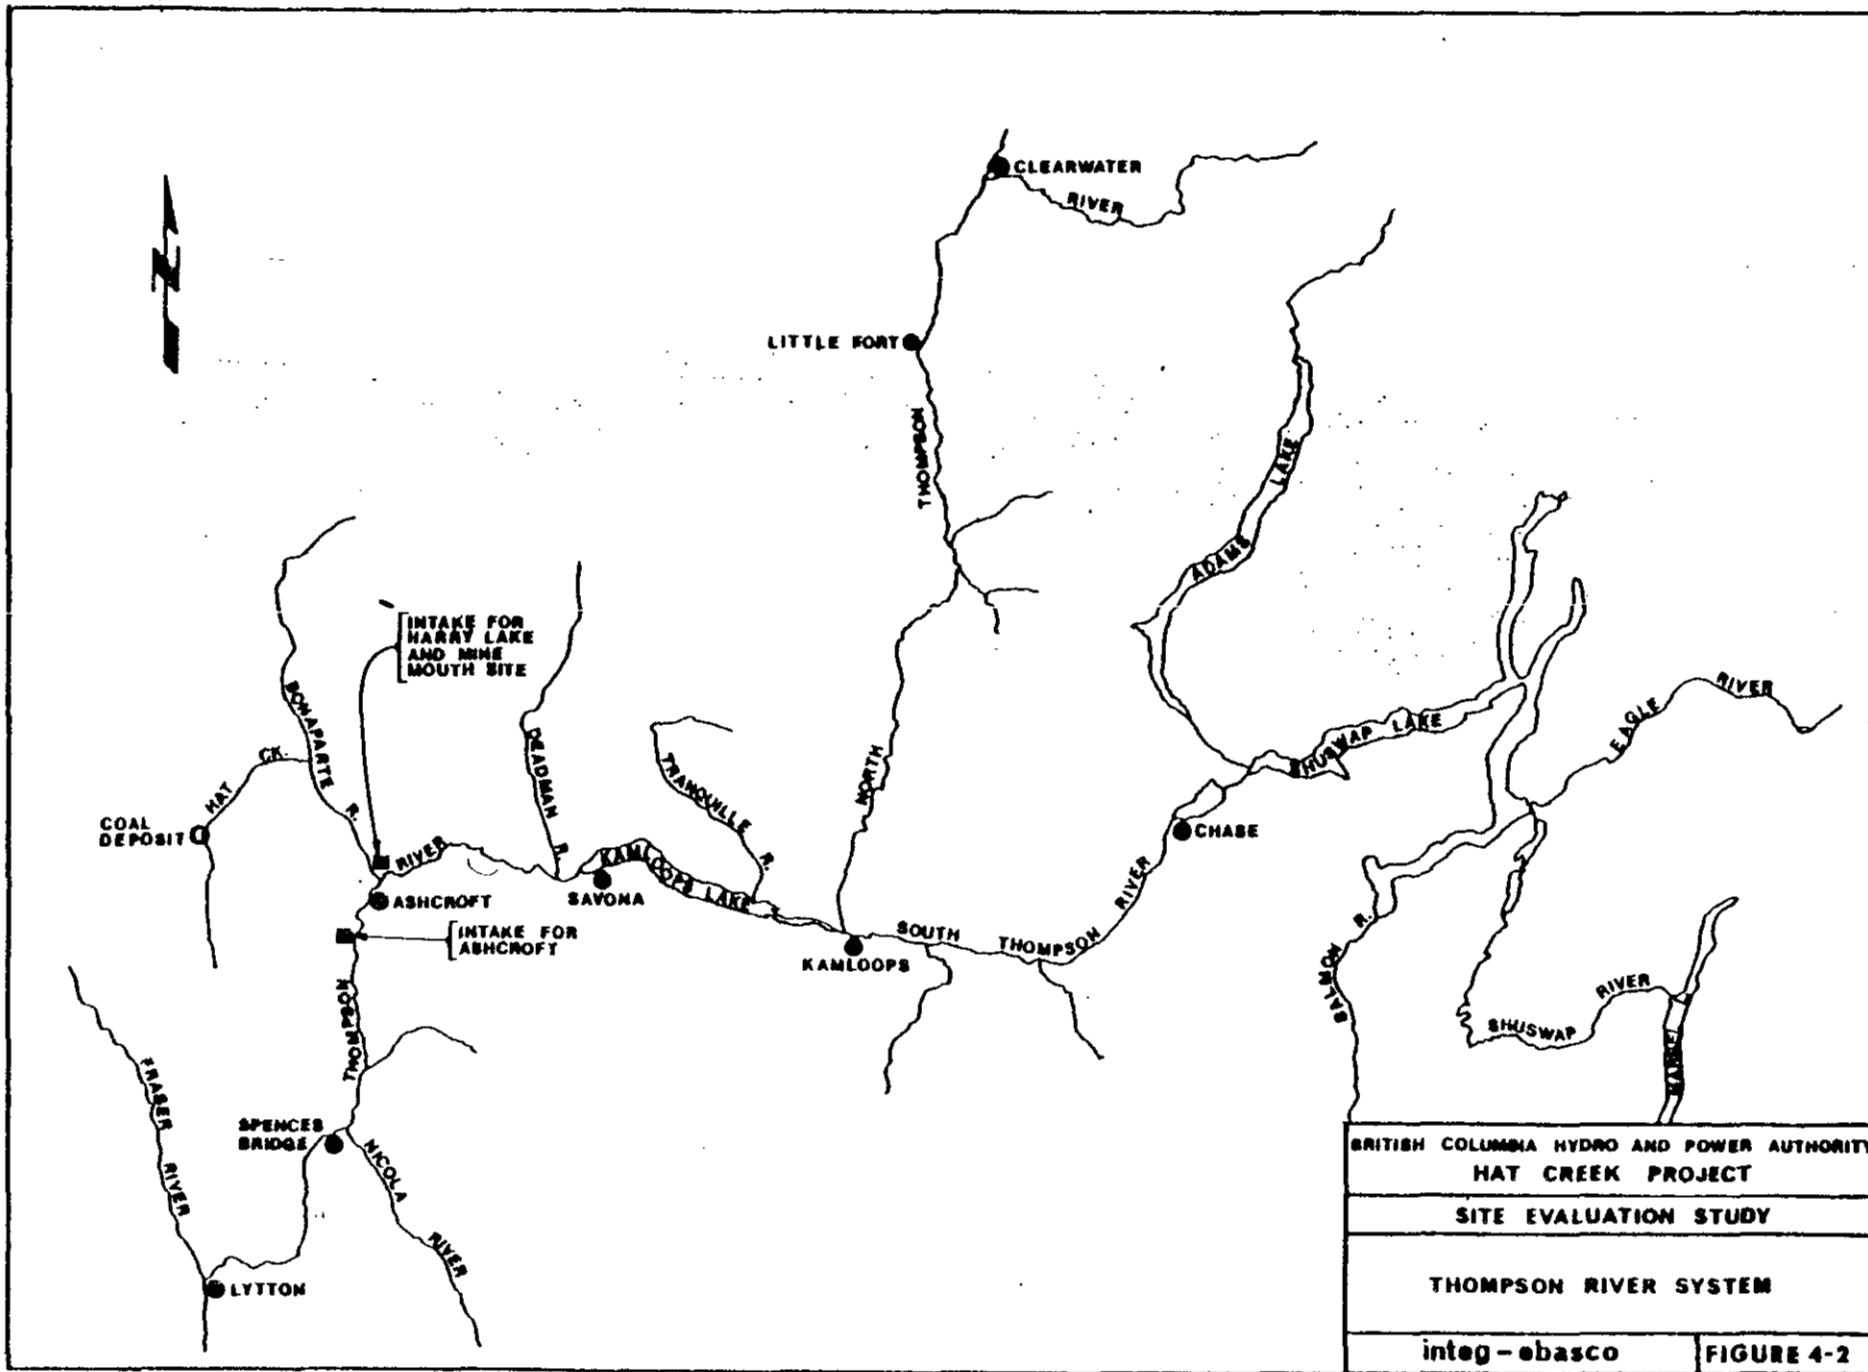 CLEARWATER
RIVER
N
LITTLE FORT
THOMPSON
ADAMS LAKE
INTAKE FOR
HARRY LAKE
AND MINE
MOUTH SITE
BONAPARTE R.
HAT CK.
COAL
DEPOSIT
DEADMAN R.
TRANQUILLE R.
NORTH
SHUSWAP LAKE
EAGLE RIVER
RIVER
KAMLOOPS LAKE
SAVONA
CHASE
ASHCROFT
INTAKE FOR
ASHCROFT
KAMLOOPS
SOUTH THOMPSON RIVER
SALMON R.
SHUSWAP RIVER
MABEL
THOMPSON
FRASER RIVER
SPENCES
BRIDGE
NICOLA RIVER
LYTTON
BRITISH COLUMBIA HYDRO AND POWER AUTHORITY
HAT CREEK PROJECT
SITE EVALUATION STUDY
THOMPSON RIVER SYSTEM
integ-ebasco
FIGURE 4-2